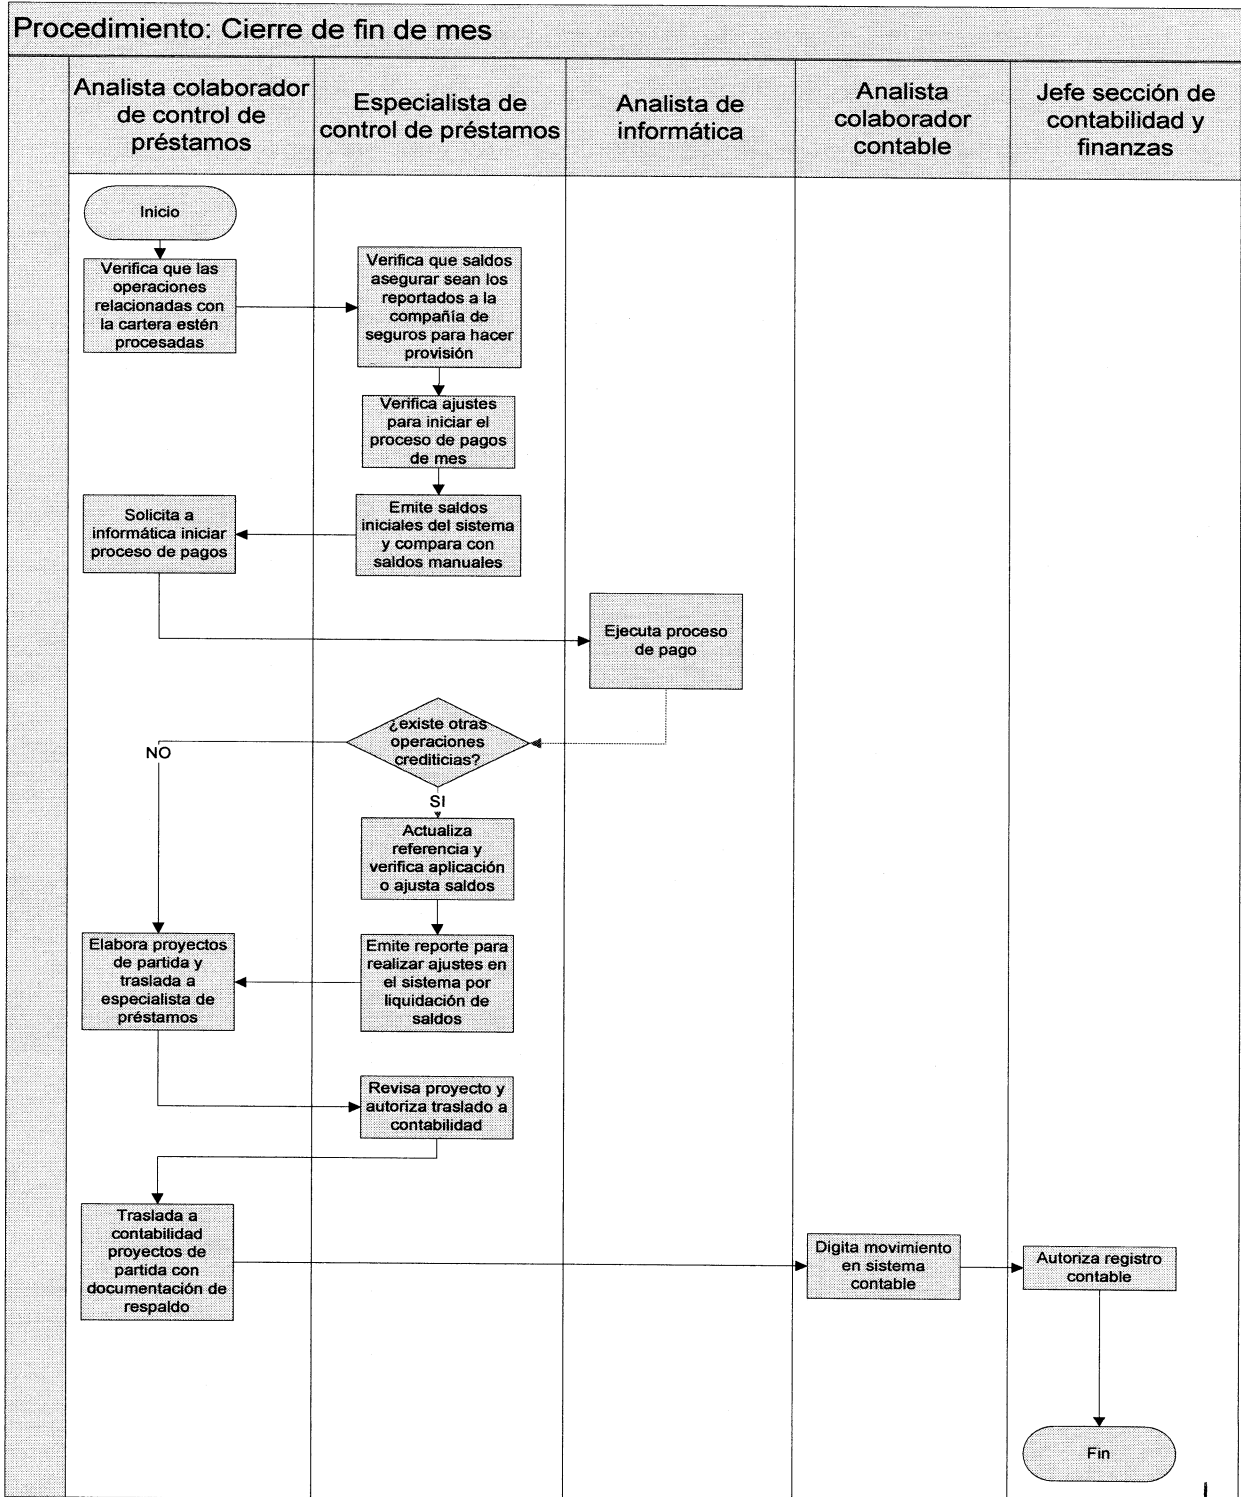 Procedimiento: Cierre de fin de mes
Analista colaborador
de control de
préstamos
Especialista de
control de préstamos
Analista de
informática
Analista
colaborador
contable
Jefe sección de
contabilidad y
finanzas
Inicio
Verifica que las
operaciones
relacionadas con
la cartera estén
procesadas
Verifica que saldos
asegurar sean los
reportados a la
compañía de
seguros para hacer
provisión
Verifica ajustes
para iniciar el
proceso de pagos
de mes
Emite saldos
iniciales del sistema
y compara con
saldos manuales
Solicita a
informática iniciar
proceso de pagos
Ejecuta proceso
de pago
¿existe otras
operaciones
crediticias?
NO
SI
Actualiza
referencia y
verifica aplicación
o ajusta saldos
Emite reporte para
realizar ajustes en
el sistema por
liquidación de
saldos
Elabora proyectos
de partida y
traslada a
especialista de
préstamos
Revisa proyecto y
autoriza traslado a
contabilidad
Traslada a
contabilidad
proyectos de
partida con
documentación de
respaldo
Digita movimiento
en sistema
contable
Autoriza registro
contable
Fin